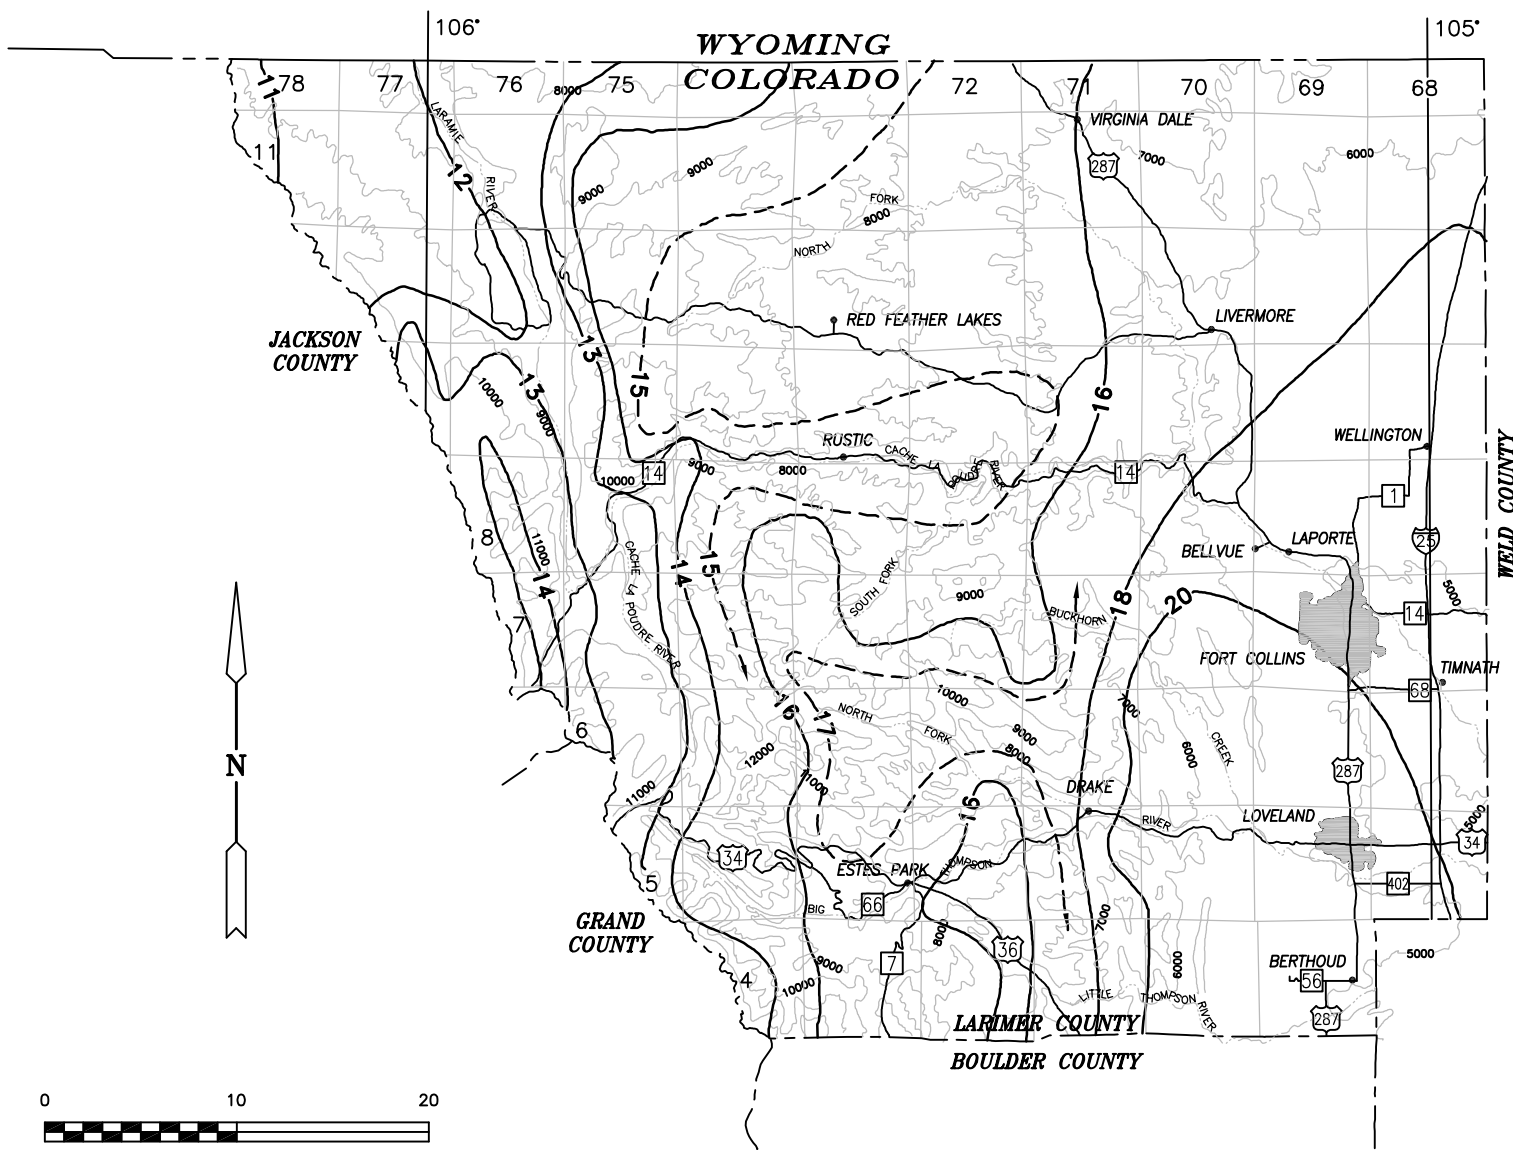 106°
105°
WYOMING
COLORADO
78
77
76
75
72
71
70
69
68
11
8000
LARAMIE
RIVER
12
11
9000
9000
FORK
8000
NORTH
VIRGINIA DALE
287
7000
6000
JACKSON
COUNTY
RED FEATHER LAKES
LIVERMORE
13
13
15
10000
9000
16
RUSTIC
CACHE LA
POUDRE
RIVER
14
14
9000
8000
10000
WELLINGTON
1
WELD COUNTY
25
LAPORTE
BELLVUE
8
11000
14
CACHE LA POUDRE RIVER
14
15
SOUTH FORK
9000
BUCKHORN
18
20
5000
14
7
FORT COLLINS
TIMNATH
68
10000
7000
16
17
NORTH
FORK
9000
8000
6000
CREEK
6
N
12000
11000
11000
287
DRAKE
16
RIVER
LOVELAND
5000
34
34
ESTES PARK
THOMPSON
402
5
66
BIG
GRAND
COUNTY
8000
7000
36
7
9000
10000
4
6000
5000
BERTHOUD
56
LITTLE
THOMPSON
RIVER
287
LARIMER COUNTY
BOULDER COUNTY
0
10
20